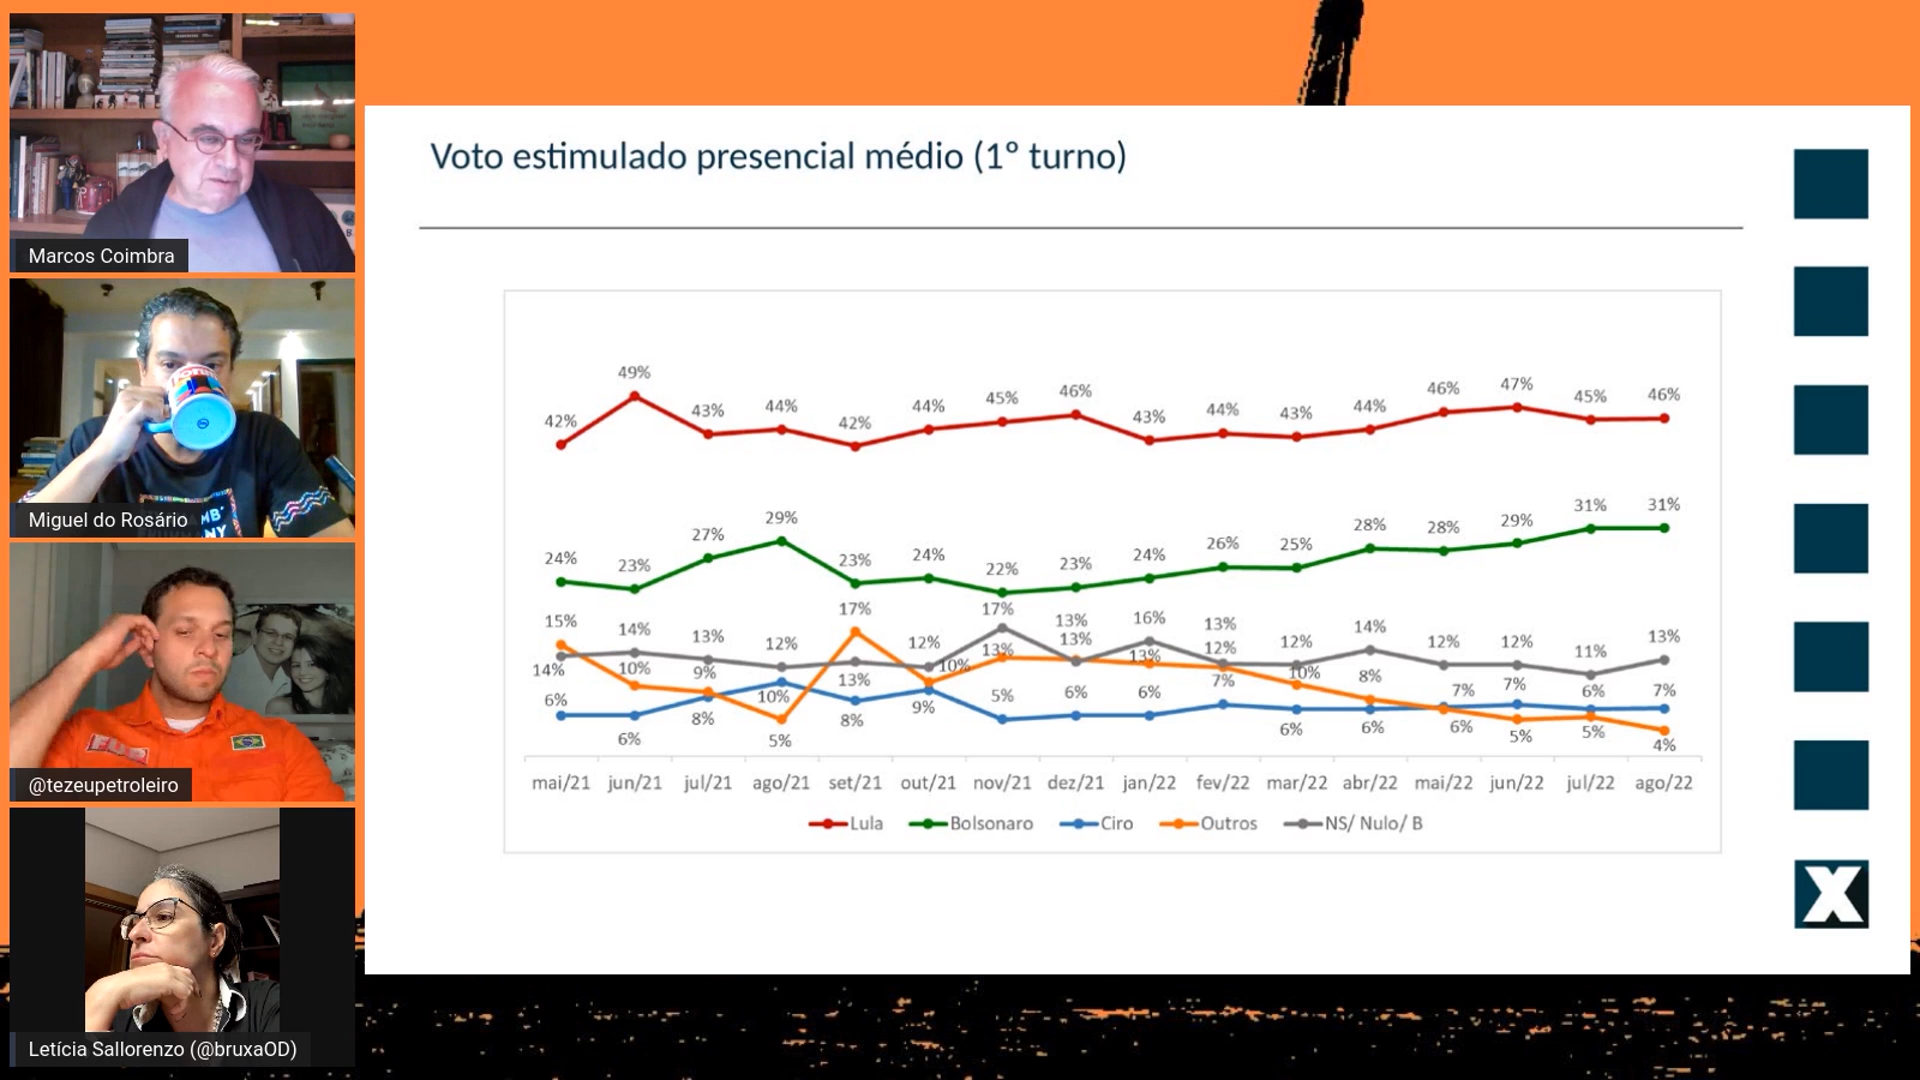 Marcos Coimbra
Miguel do Rosário
@tezeupetroleiro
Letícia Sallorenzo (@bruxaOD)
FUP
Voto estimulado presencial médio (1º turno)
42% 49% 43% 44% 42% 44% 45% 46% 43% 44% 43% 44% 46% 47% 45% 46%
24% 23% 27% 29% 23% 24% 22% 23% 24% 26% 25% 28% 28% 29% 31% 31%
15% 14% 13% 12% 17% 12% 17% 13% 16% 13% 12% 14% 12% 12% 11% 13%
14% 10% 9% 10% 13% 10% 13% 13% 13% 12% 10% 8% 7% 7% 6% 7%
6% 6% 8% 5% 8% 9% 5% 6% 6% 7% 6% 6% 6% 5% 5% 4%
mai/21 jun/21 jul/21 ago/21 set/21 out/21 nov/21 dez/21 jan/22 fev/22 mar/22 abr/22 mai/22 jun/22 jul/22 ago/22
Lula Bolsonaro Ciro Outros NS/ Nulo/ B
X